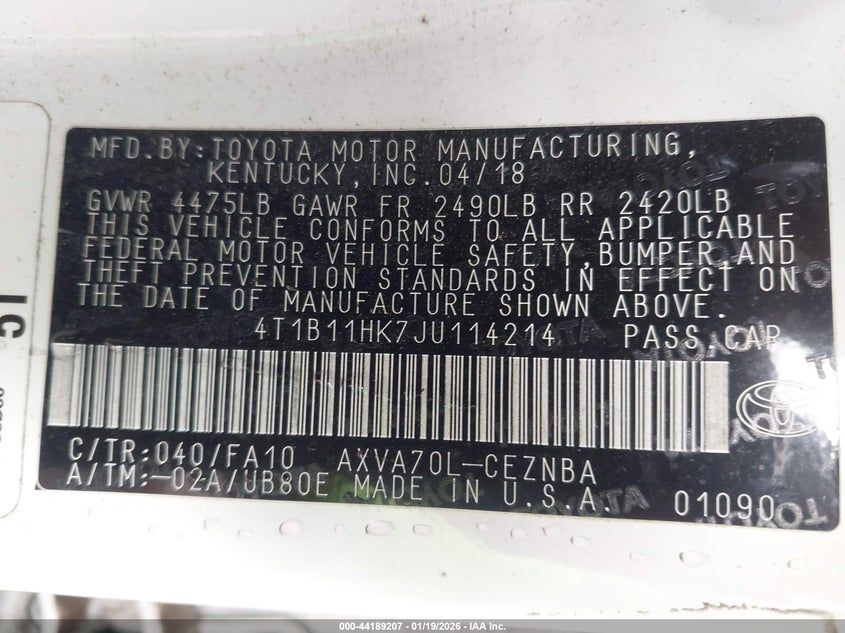 MFD.BY:TOYOTA MOTOR MANUFACTURING,
KENTUCKY,INC.04/18
GVWR 4475LB GAWR FR 2490LB RR 2420LB
THIS VEHICLE CONFORMS TO ALL APPLICABLE
FEDERAL MOTOR VEHICLE SAFETY,BUMPER,AND
THEFT PREVENTION STANDARDS IN EFFECT ON
THE DATE OF MANUFACTURE SHOWN ABOVE.
4T1B11HK7JU114214 PASS.CAR
C/TR:040/FA10 AXVA70L-CEZNBA
A/TM:-02A/UB80E MADE IN U.S.A.
01090
TOYOTA
IC
000-44189207 - 01/19/2026 - IAA Inc.